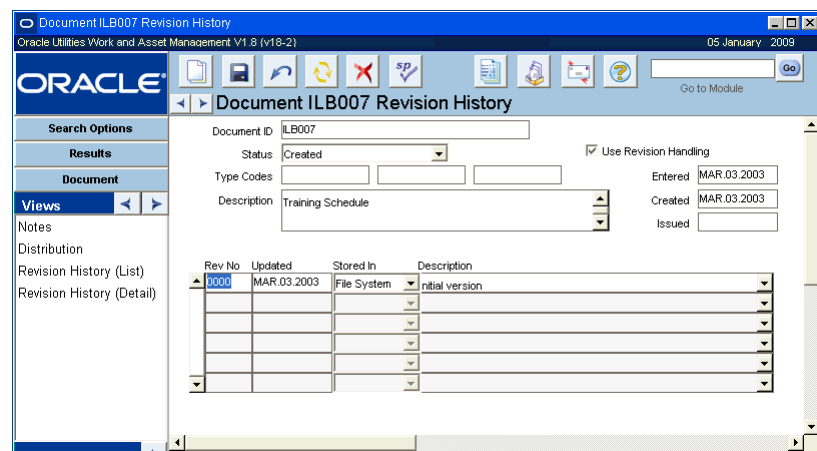 Document ILB007 Revision History
Oracle Utilities Work and Asset Management V1.8 (v18-2) 05 January 2009
ORACLE
sp
Go
Go to Module
Document ILB007 Revision History
Search Options
Results
Document
Views
Notes
Distribution
Revision History (List)
Revision History (Detail)
Document ID ILB007
Status Created Use Revision Handling
Type Codes Entered MAR.03.2003
Description Training Schedule Created MAR.03.2003
Issued
Rev No Updated Stored In Description
0000 MAR.03.2003 File System nitial version